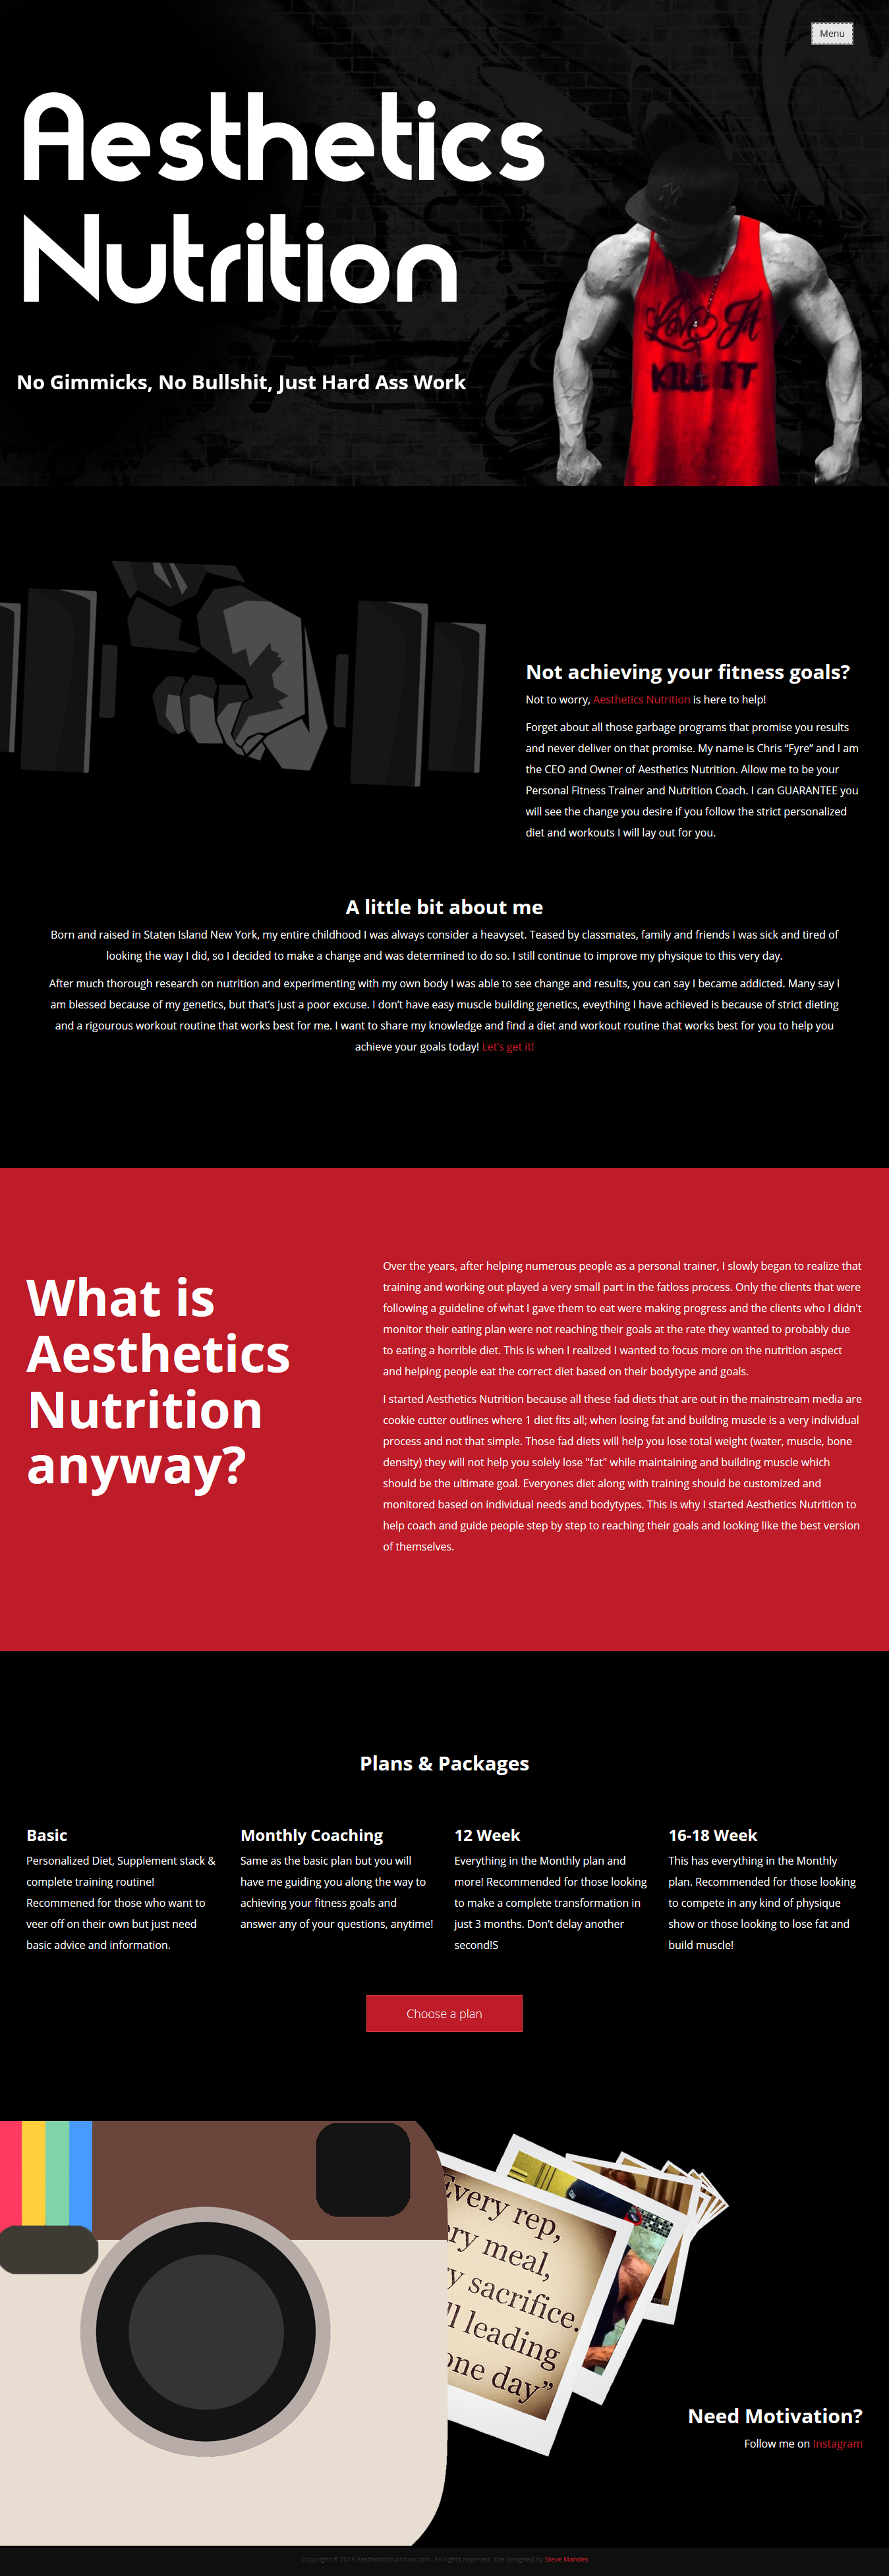 Menu
Aesthetics
Nutrition
No Gimmicks, No Bullshit, Just Hard Ass Work
Love It
KILL IT
Not achieving your fitness goals?
Not to worry, Aesthetics Nutrition is here to help!
Forget about all those garbage programs that promise you results
and never deliver on that promise. My name is Chris “Fyre” and I am
the CEO and Owner of Aesthetics Nutrition. Allow me to be your
Personal Fitness Trainer and Nutrition Coach. I can GUARANTEE you
will see the change you desire if you follow the strict personalized
diet and workouts I will lay out for you.
A little bit about me
Born and raised in Staten Island New York, my entire childhood I was always consider a heavyset. Teased by classmates, family and friends I was sick and tired of
looking the way I did, so I decided to make a change and was determined to do so. I still continue to improve my physique to this very day.
After much thorough research on nutrition and experimenting with my own body I was able to see change and results, you can say I became addicted. Many say I
am blessed because of my genetics, but that’s just a poor excuse. I don’t have easy muscle building genetics, eveything I have achieved is because of strict dieting
and a rigourous workout routine that works best for me. I want to share my knowledge and find a diet and workout routine that works best for you to help you
achieve your goals today! Let’s get it!
What is
Aesthetics
Nutrition
anyway?
Over the years, after helping numerous people as a personal trainer, I slowly began to realize that
training and working out played a very small part in the fatloss process. Only the clients that were
following a guideline of what I gave them to eat were making progress and the clients who I didn't
monitor their eating plan were not reaching their goals at the rate they wanted to probably due
to eating a horrible diet. This is when I realized I wanted to focus more on the nutrition aspect
and helping people eat the correct diet based on their bodytype and goals.
I started Aesthetics Nutrition because all these fad diets that are out in the mainstream media are
cookie cutter outlines where 1 diet fits all; when losing fat and building muscle is a very individual
process and not that simple. Those fad diets will help you lose total weight (water, muscle, bone
density) they will not help you solely lose "fat" while maintaining and building muscle which
should be the ultimate goal. Everyones diet along with training should be customized and
monitored based on individual needs and bodytypes. This is why I started Aesthetics Nutrition to
help coach and guide people step by step to reaching their goals and looking like the best version
of themselves.
Plans & Packages
Basic
Personalized Diet, Supplement stack &
complete training routine!
Recommened for those who want to
veer off on their own but just need
basic advice and information.
Monthly Coaching
Same as the basic plan but you will
have me guiding you along the way to
achieving your fitness goals and
answer any of your questions, anytime!
12 Week
Everything in the Monthly plan and
more! Recommended for those looking
to make a complete transformation in
just 3 months. Don’t delay another
second!S
16-18 Week
This has everything in the Monthly
plan. Recommended for those looking
to compete in any kind of physique
show or those looking to lose fat and
build muscle!
Choose a plan
Every rep,
ry meal,
y sacrifice.
ll leading
one day”
Need Motivation?
Follow me on Instagram
Copyright © 2015 AestheticsNutrition.com. All rights reserved. Site designed by Steve Mandes